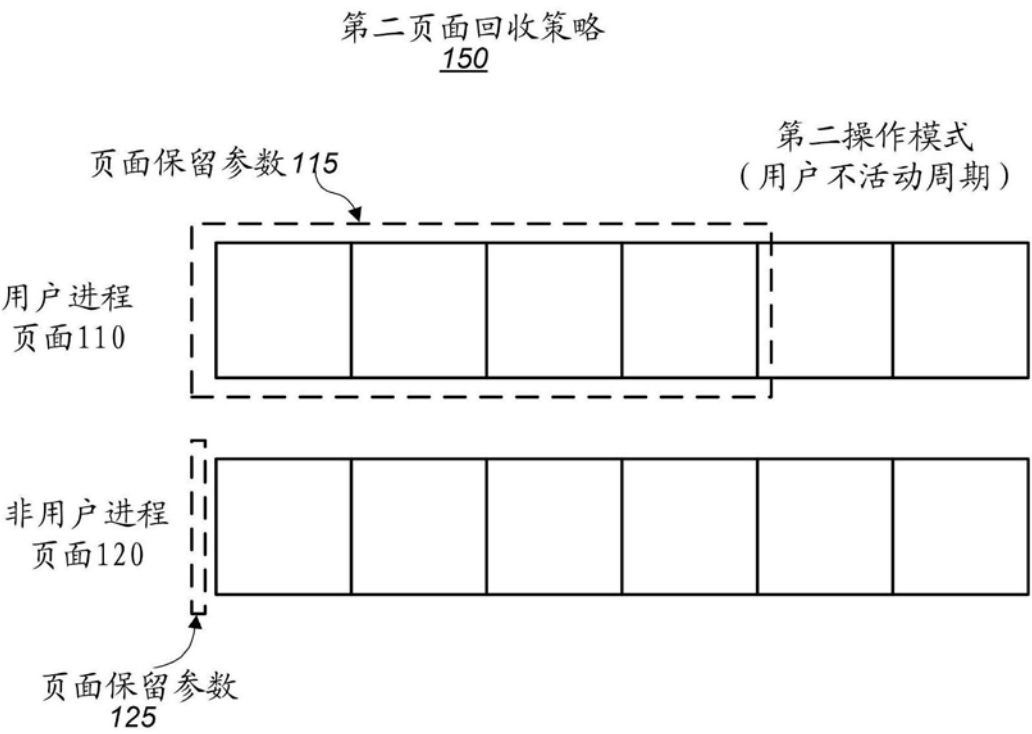 第二页面回收策略
150
第二操作模式
（用户不活动周期）
页面保留参数115
用户进程
页面110
非用户进程
页面120
页面保留参数
125